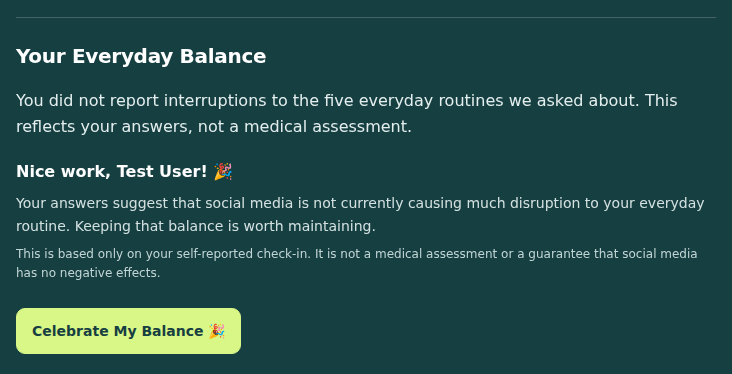 Your Everyday Balance
You did not report interruptions to the five everyday routines we asked about. This
reflects your answers, not a medical assessment.
Nice work, Test User! 🎉
Your answers suggest that social media is not currently causing much disruption to your everyday
routine. Keeping that balance is worth maintaining.
This is based only on your self-reported check-in. It is not a medical assessment or a guarantee that social media
has no negative effects.
Celebrate My Balance 🎉